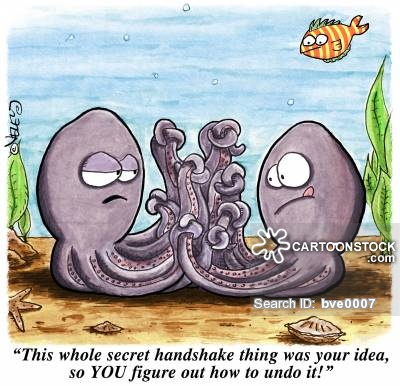 CARTOONSTOCK
.com
Search ID: bve0007
“This whole secret handshake thing was your idea,
so YOU figure out how to undo it!”